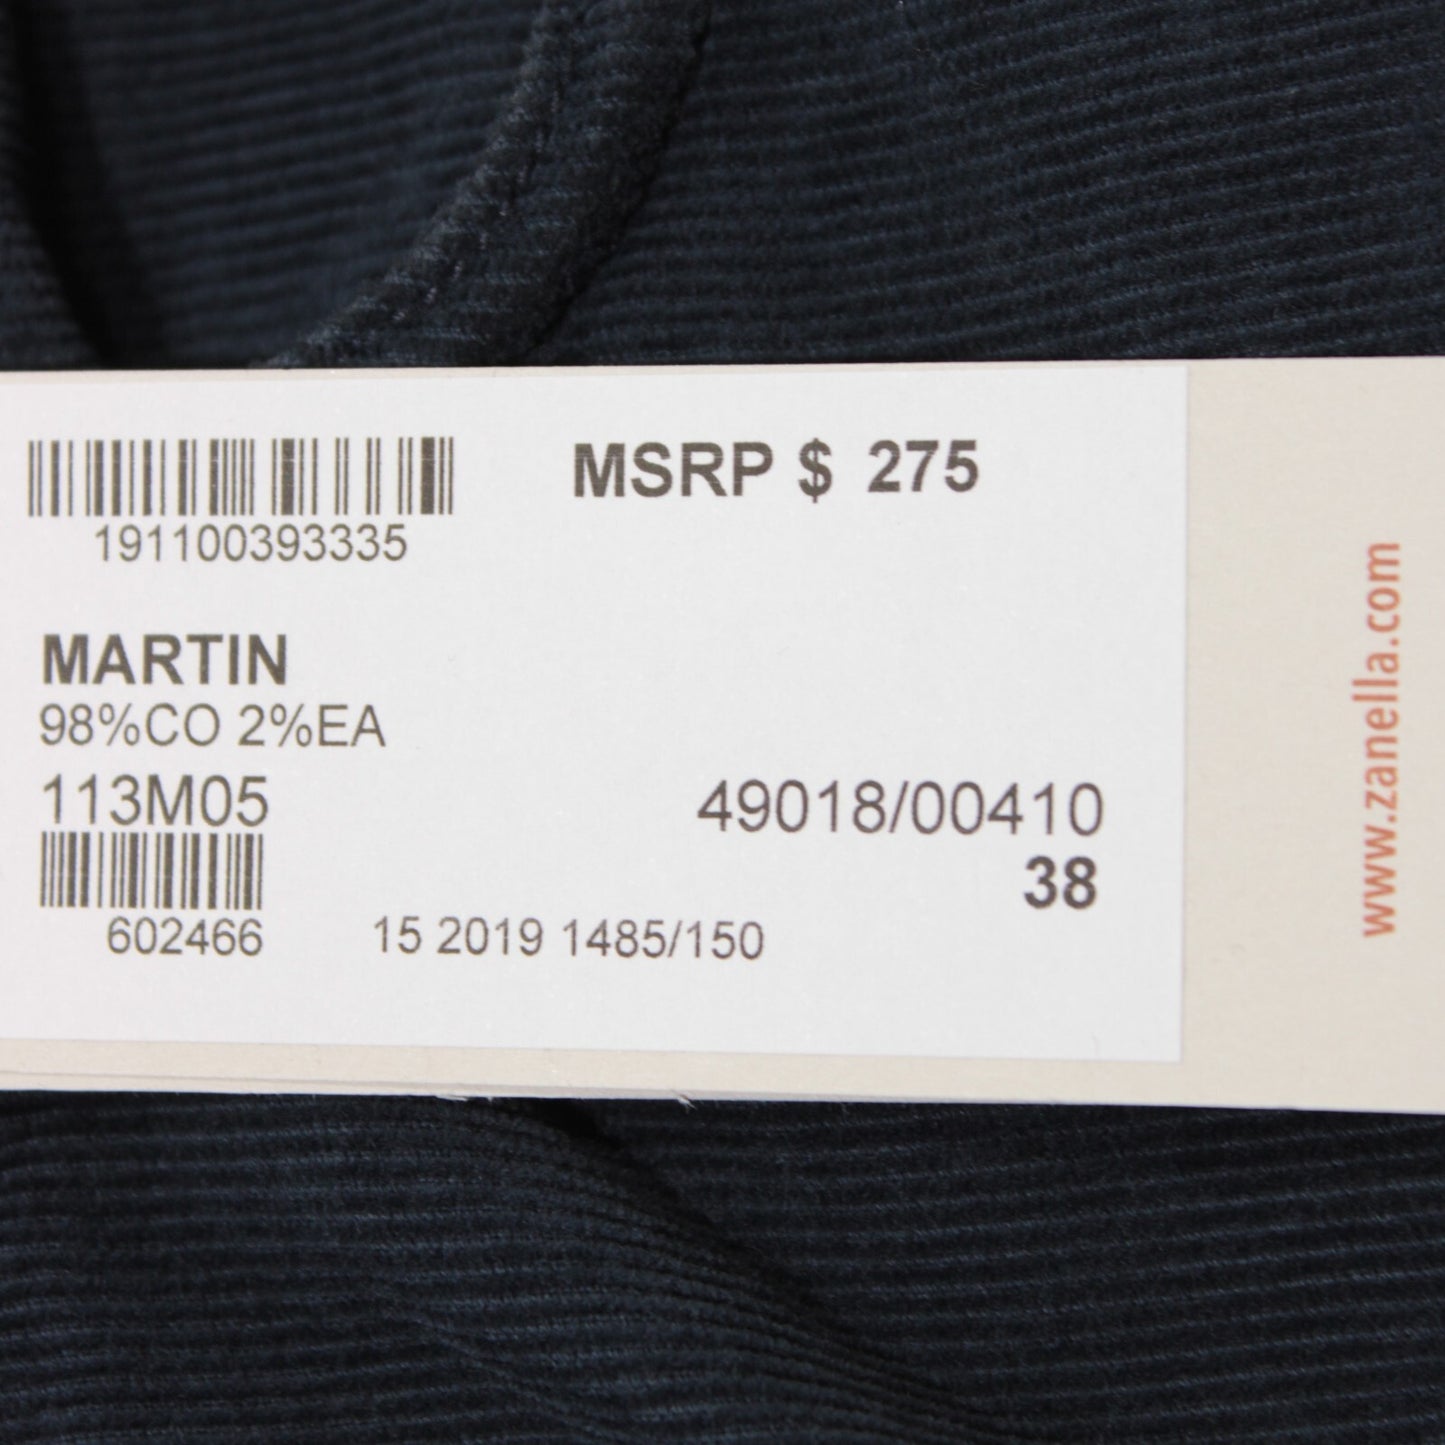 MSRP $ 275
191100393335
MARTIN
98%CO 2%EA
113M05
49018/00410
38
602466
15 2019 1485/150
www.zanella.com